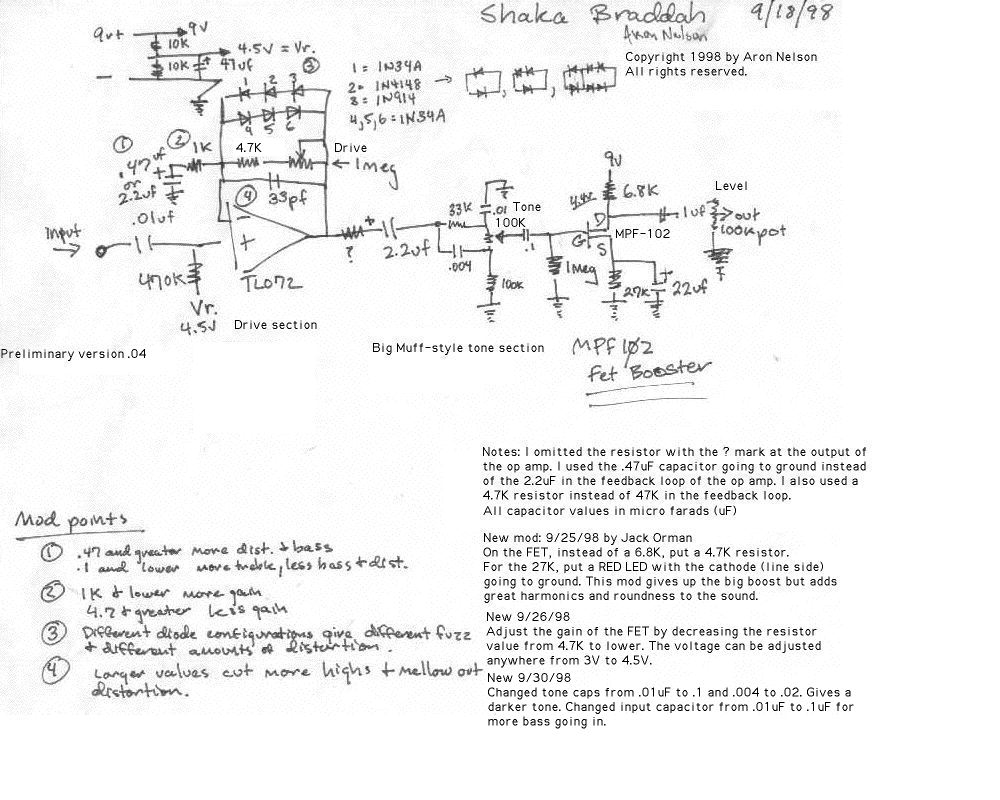 Shaka Braddah 9/18/98
Aron Nelson
Copyright 1998 by Aron Nelson
All rights reserved.
9v+ 9V
10K
4.5V = Vr.
10K + 47uf
③
1 2 3
4 5 6
1 = 1N34A
2= 1N4148
3= 1N914
4,5,6=1N34A
① ② 1K 4.7K Drive
1meg
.47uf
or
2.2uf
+
33pf
④
.01uf
Input
470K
Vr.
4.5V
TL072
Drive section
?
+
2.2uf
33K
.01 Tone
100K
.004
.1
100k
9v
6.8K
4.4v
D
G
S
MPF-102
1meg
27K
+
22uf
1uf
Level
out
100k pot
Preliminary version .04
Big Muff-style tone section
MPF102
Fet Booster
Notes: I omitted the resistor with the ? mark at the output of
the op amp. I used the .47uF capacitor going to ground instead
of the 2.2uF in the feedback loop of the op amp. I also used a
4.7K resistor instead of 47K in the feedback loop.
All capacitor values in micro farads (uF)
New mod: 9/25/98 by Jack Orman
On the FET, instead of a 6.8K, put a 4.7K resistor.
For the 27K, put a RED LED with the cathode (line side)
going to ground. This mod gives up the big boost but adds
great harmonics and roundness to the sound.
New 9/26/98
Adjust the gain of the FET by decreasing the resistor
value from 4.7K to lower. The voltage can be adjusted
anywhere from 3V to 4.5V.
New 9/30/98
Changed tone caps from .01uF to .1 and .004 to .02. Gives a
darker tone. Changed input capacitor from .01uF to .1uF for
more bass going in.
Mod points
① .47 and greater more dist. + bass
.1 and lower more treble, less bass + dist.
② 1K + lower more gain
4.7 + greater less gain
③ Different diode configurations give different fuzz
+ different amounts of distortion.
④ Larger values cut more highs + mellow out
distortion.